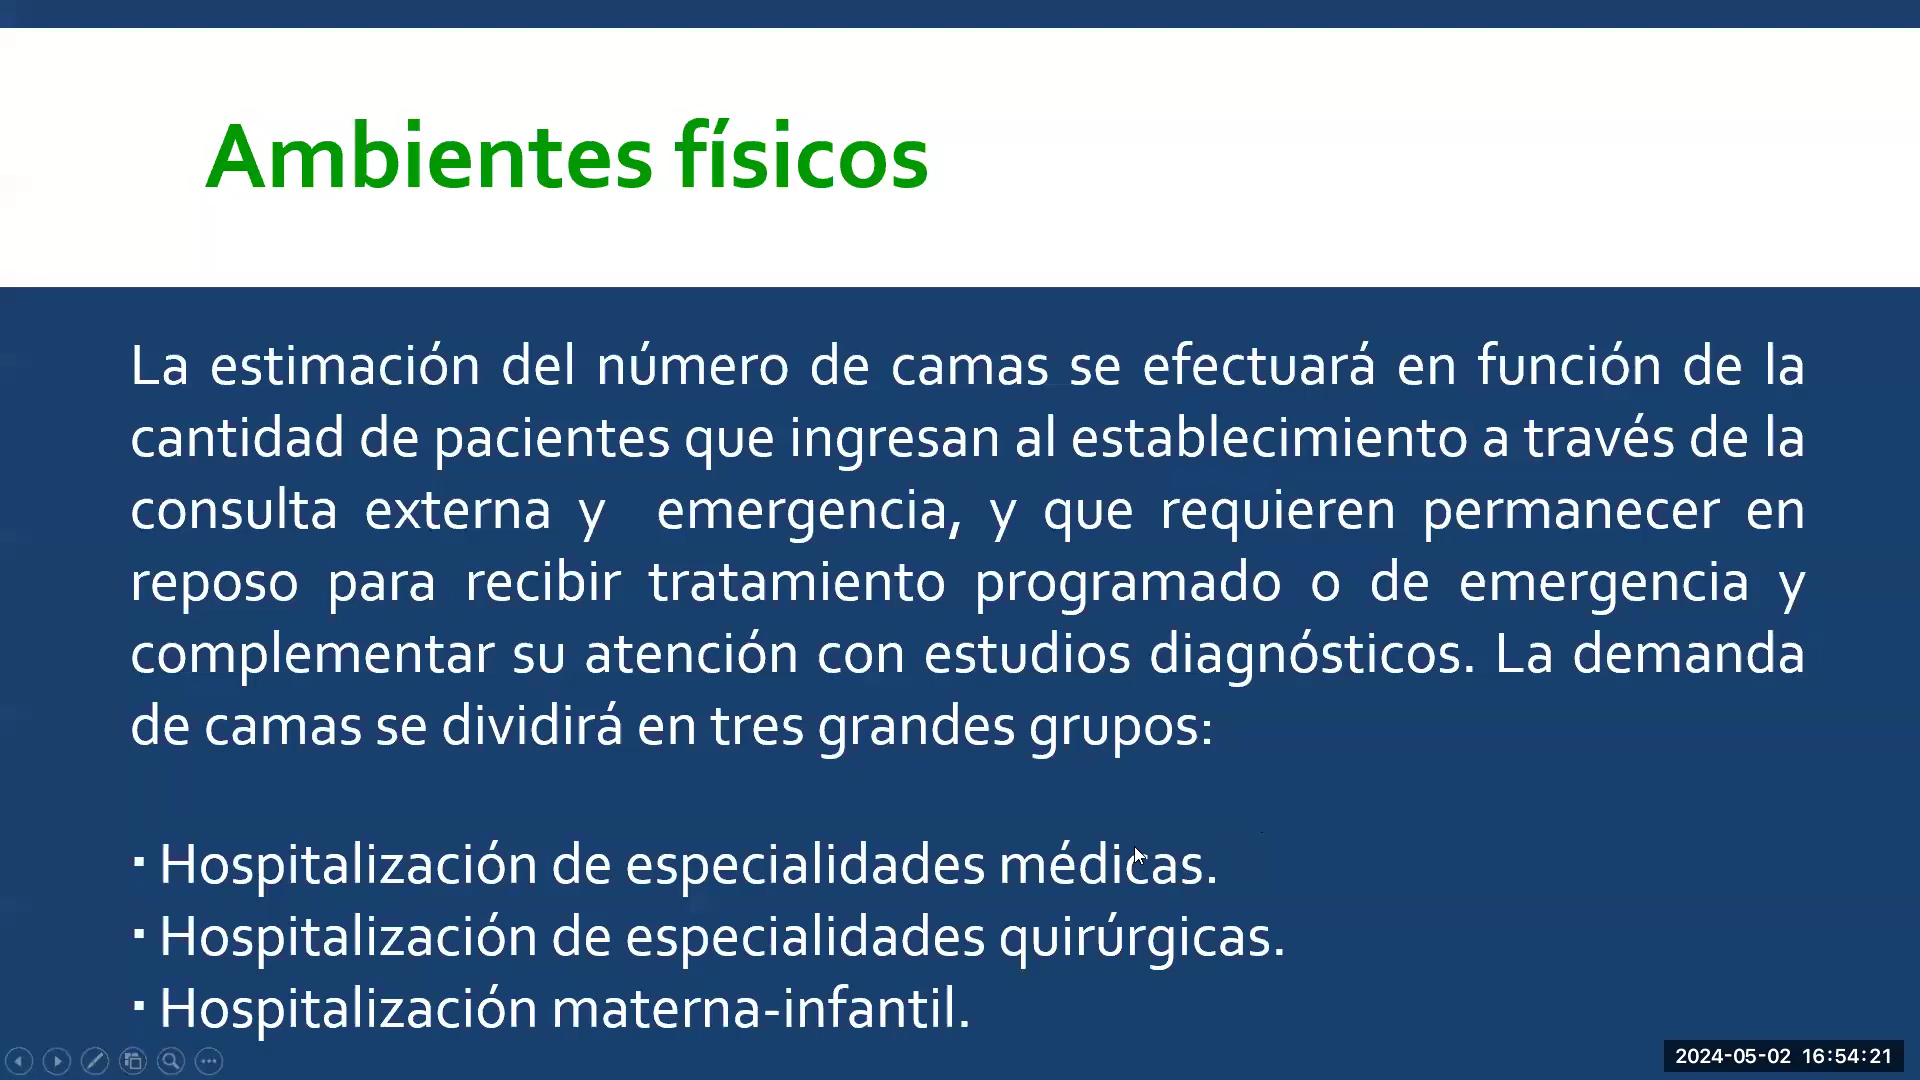 Ambientes físicos
La estimación del número de camas se efectuará en función de la
cantidad de pacientes que ingresan al establecimiento a través de la
consulta externa y emergencia, y que requieren permanecer en
reposo para recibir tratamiento programado o de emergencia y
complementar su atención con estudios diagnósticos. La demanda
de camas se dividirá en tres grandes grupos:
▪ Hospitalización de especialidades médicas.
▪ Hospitalización de especialidades quirúrgicas.
▪ Hospitalización materna-infantil.
2024-05-02 16:54:21